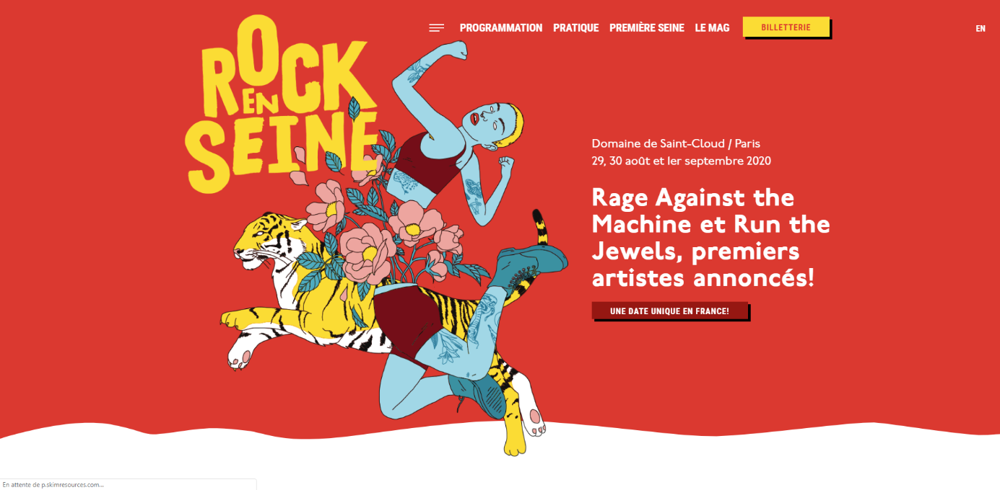 ROCK
EN
SEINE
PROGRAMMATION PRATIQUE PREMIÈRE SEINE LE MAG BILLETTERIE EN
Domaine de Saint-Cloud / Paris
29, 30 août et 1er septembre 2020
Rage Against the
Machine et Run the
Jewels, premiers
artistes annoncés!
UNE DATE UNIQUE EN FRANCE!
En attente de p.skimresources.com...